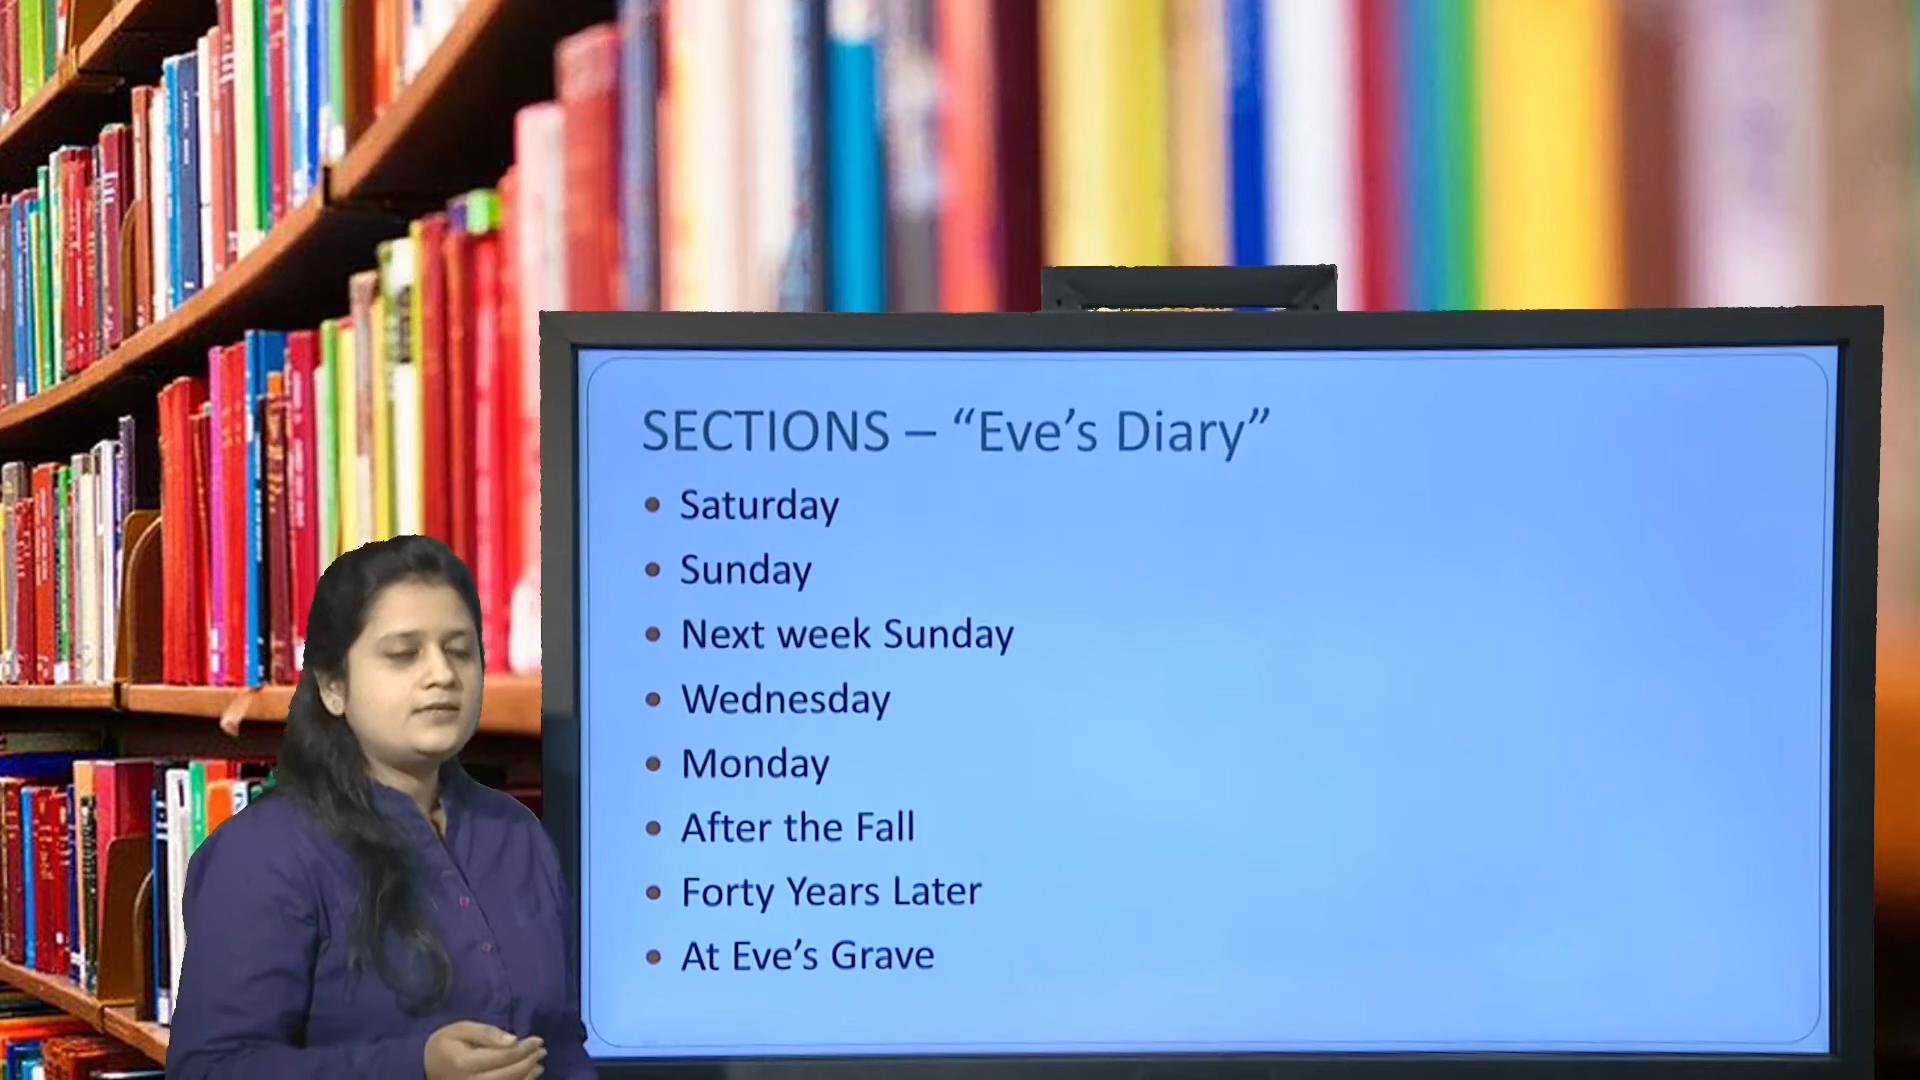 SECTIONS – “Eve’s Diary”
• Saturday
• Sunday
• Next week Sunday
• Wednesday
• Monday
• After the Fall
• Forty Years Later
• At Eve’s Grave